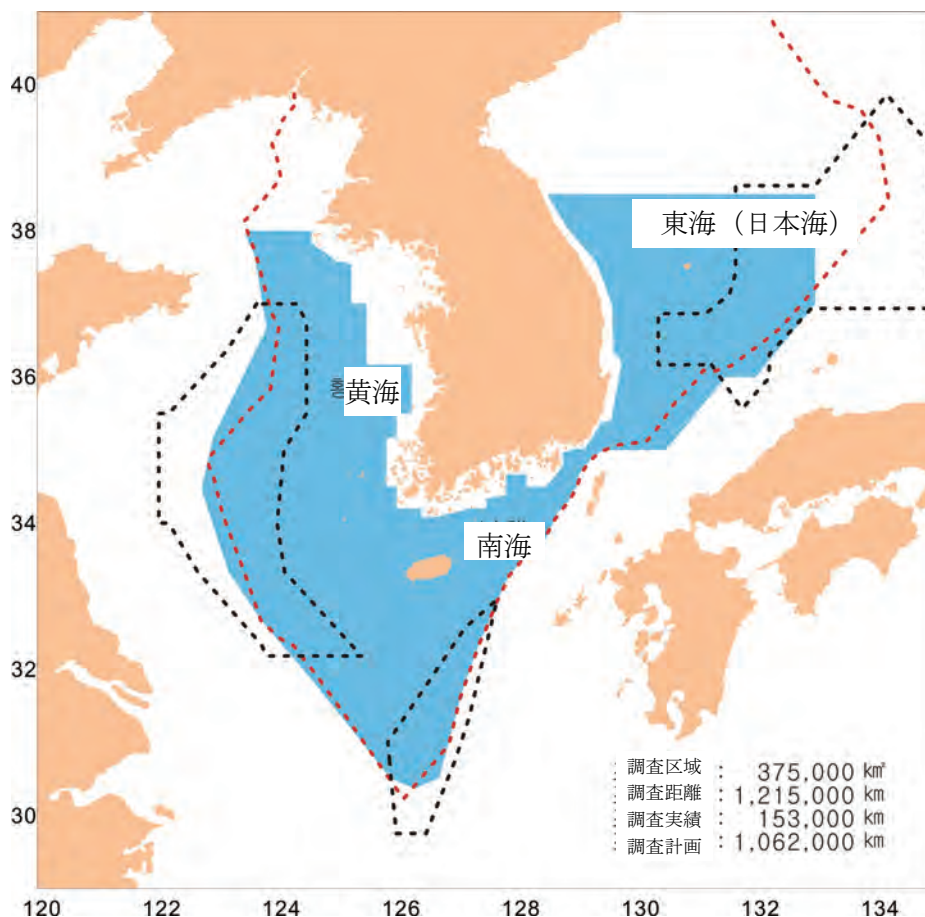 40
38
36
34
32
30
120
122
124
126
128
130
132
134
東海（日本海）
黄海
南海
調査区域 : 375,000 ㎢
調査距離 : 1,215,000 ㎞
調査実績 : 153,000 ㎞
調査計画 : 1,062,000 ㎞